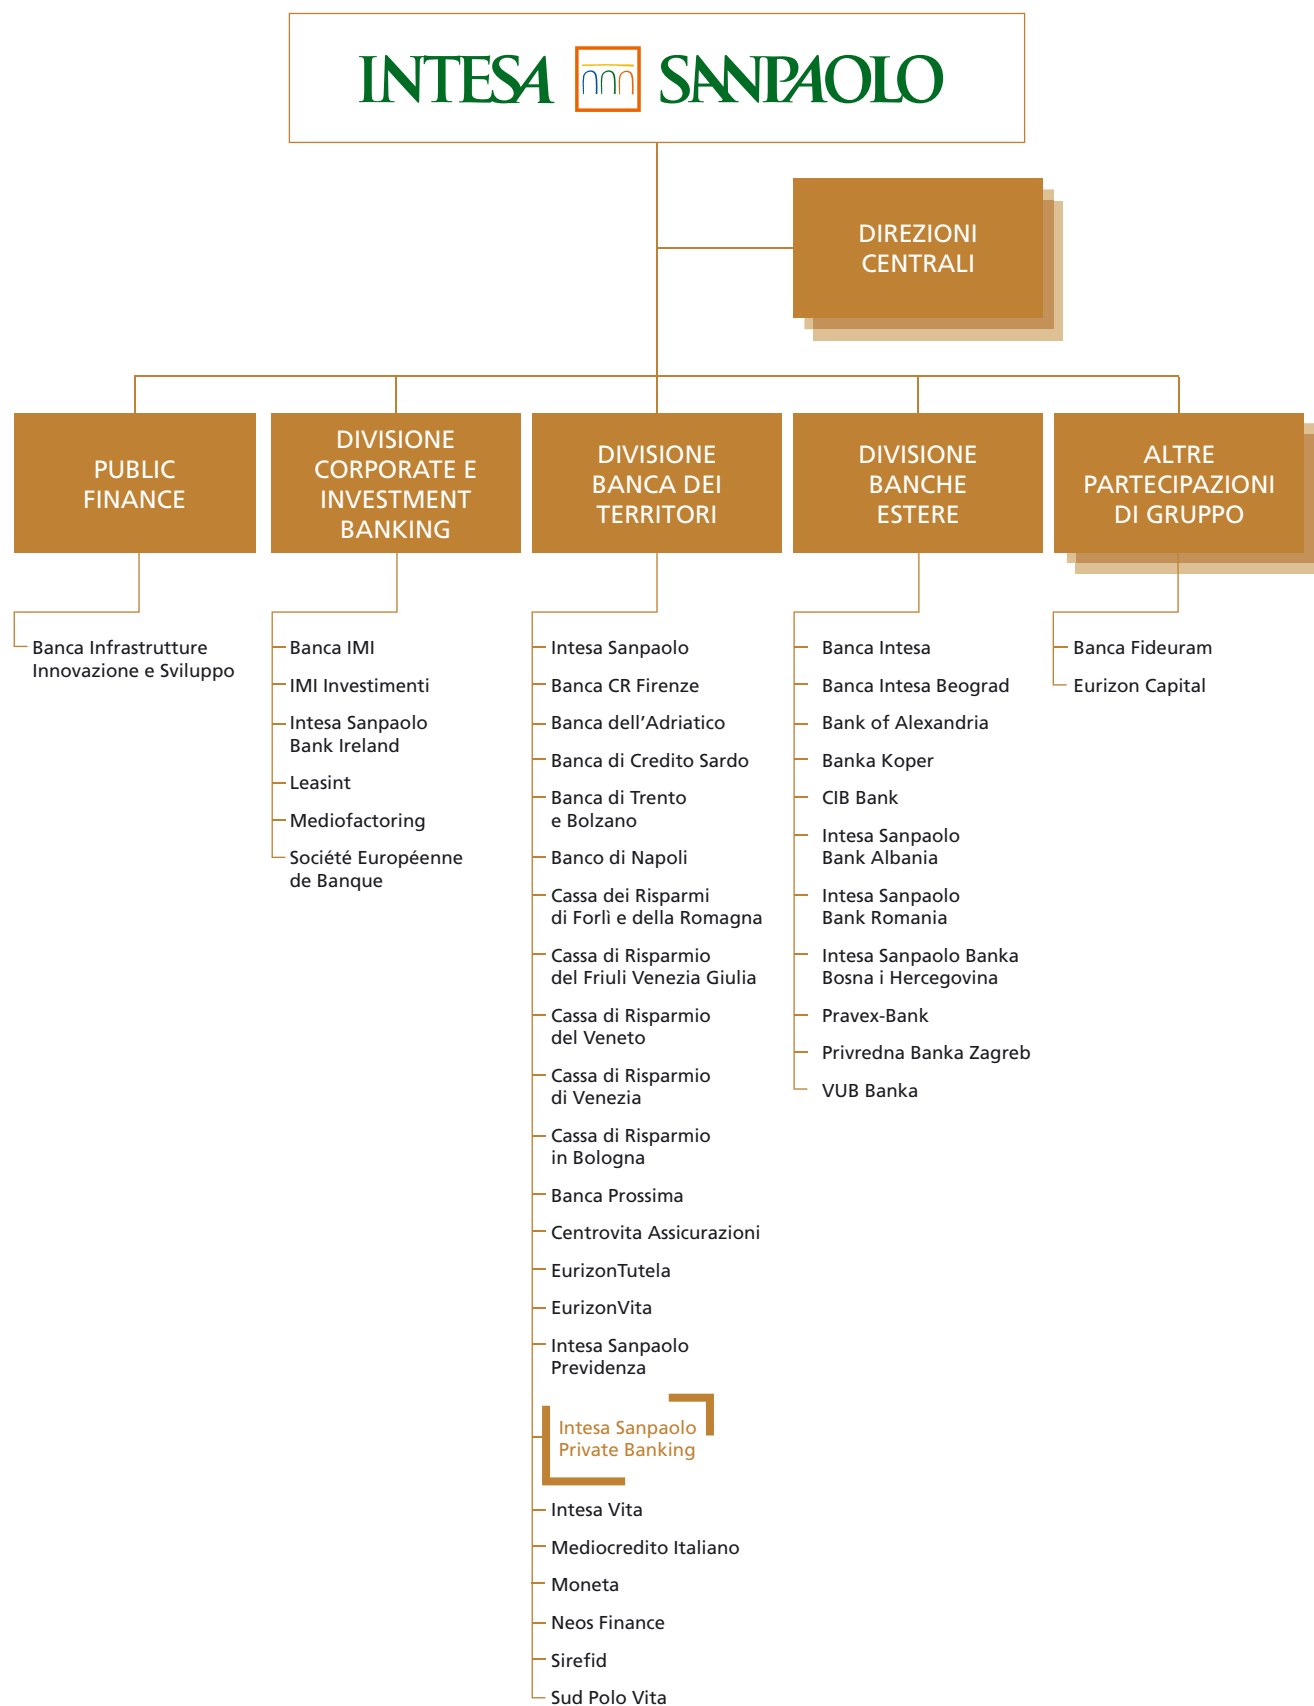 INTESA SANPAOLO
DIREZIONI
CENTRALI
PUBLIC
FINANCE
DIVISIONE
CORPORATE E
INVESTMENT
BANKING
DIVISIONE
BANCA DEI
TERRITORI
DIVISIONE
BANCHE
ESTERE
ALTRE
PARTECIPAZIONI
DI GRUPPO
Banca Infrastrutture
Innovazione e Sviluppo
Banca IMI
IMI Investimenti
Intesa Sanpaolo
Bank Ireland
Leasint
Mediofactoring
Société Européenne
de Banque
Intesa Sanpaolo
Banca CR Firenze
Banca dell’Adriatico
Banca di Credito Sardo
Banca di Trento
e Bolzano
Banco di Napoli
Cassa dei Risparmi
di Forlì e della Romagna
Cassa di Risparmio
del Friuli Venezia Giulia
Cassa di Risparmio
del Veneto
Cassa di Risparmio
di Venezia
Cassa di Risparmio
in Bologna
Banca Prossima
Centrovita Assicurazioni
EurizonTutela
EurizonVita
Intesa Sanpaolo
Previdenza
Intesa Sanpaolo
Private Banking
Intesa Vita
Mediocredito Italiano
Moneta
Neos Finance
Sirefid
Sud Polo Vita
Banca Intesa
Banca Intesa Beograd
Bank of Alexandria
Banka Koper
CIB Bank
Intesa Sanpaolo
Bank Albania
Intesa Sanpaolo
Bank Romania
Intesa Sanpaolo Banka
Bosna i Hercegovina
Pravex-Bank
Privredna Banka Zagreb
VUB Banka
Banca Fideuram
Eurizon Capital